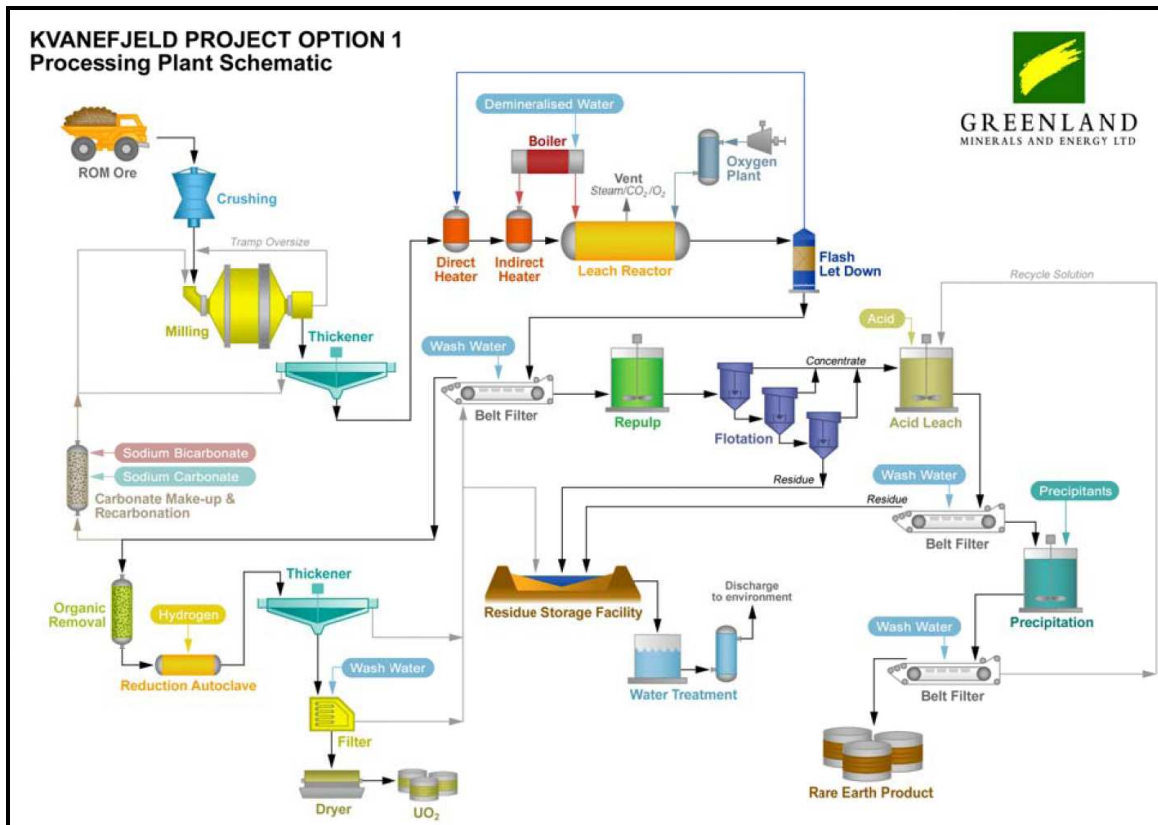 KVANEFJELD PROJECT OPTION 1
Processing Plant Schematic
GREENLAND
MINERALS AND ENERGY LTD
ROM Ore
Crushing
Tramp Oversize
Milling
Thickener
Demineralised Water
Boiler
Vent
Steam/CO2/O2
Oxygen
Plant
Direct
Heater
Indirect
Heater
Leach Reactor
Flash
Let Down
Recycle Solution
Wash Water
Belt Filter
Repulp
Flotation
Concentrate
Acid
Acid Leach
Sodium Bicarbonate
Sodium Carbonate
Carbonate Make-up &
Recarbonation
Residue
Residue
Wash Water
Belt Filter
Precipitants
Precipitation
Organic
Removal
Hydrogen
Reduction Autoclave
Thickener
Residue Storage Facility
Discharge
to environment
Water Treatment
Wash Water
Filter
Dryer
UO2
Wash Water
Belt Filter
Rare Earth Product